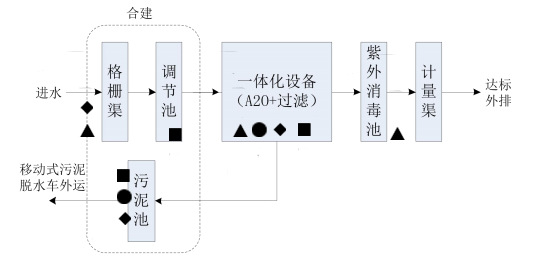 合建
进水
格栅渠
调节池
一体化设备
（A2O+过滤）
紫外消毒池
计量渠
达标
外排
移动式污泥
脱水车外运
污泥池